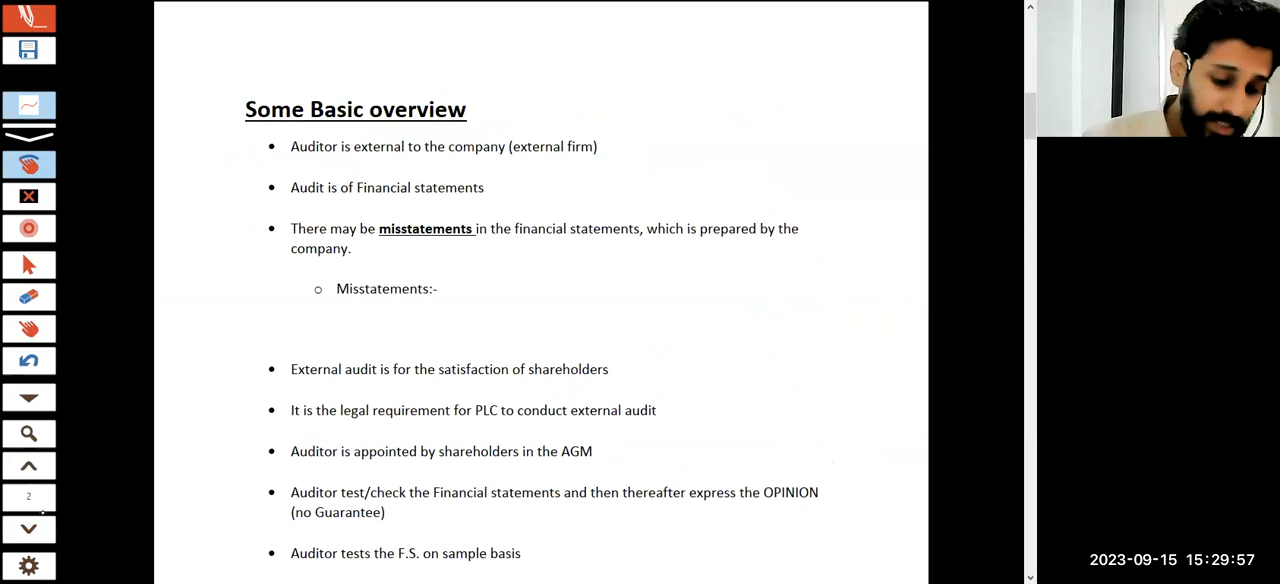 Some Basic overview
• Auditor is external to the company (external firm)
• Audit is of Financial statements
• There may be misstatements in the financial statements, which is prepared by the
company.
o Misstatements:-
• External audit is for the satisfaction of shareholders
• It is the legal requirement for PLC to conduct external audit
• Auditor is appointed by shareholders in the AGM
• Auditor test/check the Financial statements and then thereafter express the OPINION
(no Guarantee)
• Auditor tests the F.S. on sample basis
2
2023-09-15 15:29:57